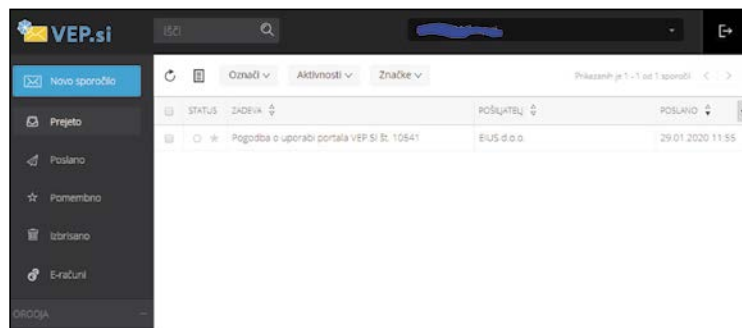 VEP.si
IŠČI
Novo sporočilo
Označi
Aktivnosti
Značke
Prikazanih je 1 - 1 od 1 sporočil
STATUS
ZADEVA
POŠILJATELJ
POSLANO
Prejeto
Pogodba o uporabi portala VEP.SI št. 10541
EIUS d.o.o.
29.01.2020 11:55
Poslano
Pomembno
Izbrisano
E-računi
ORODJA